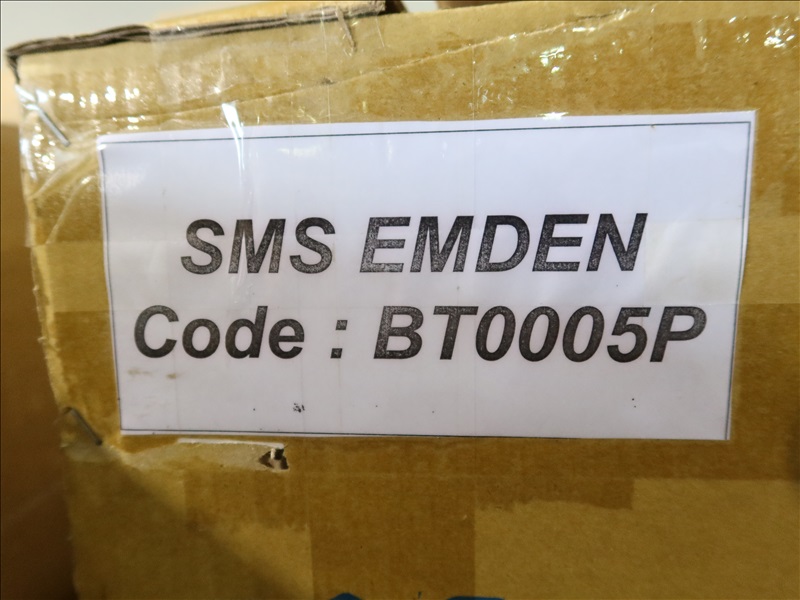 SMS EMDEN
Code : BT0005P